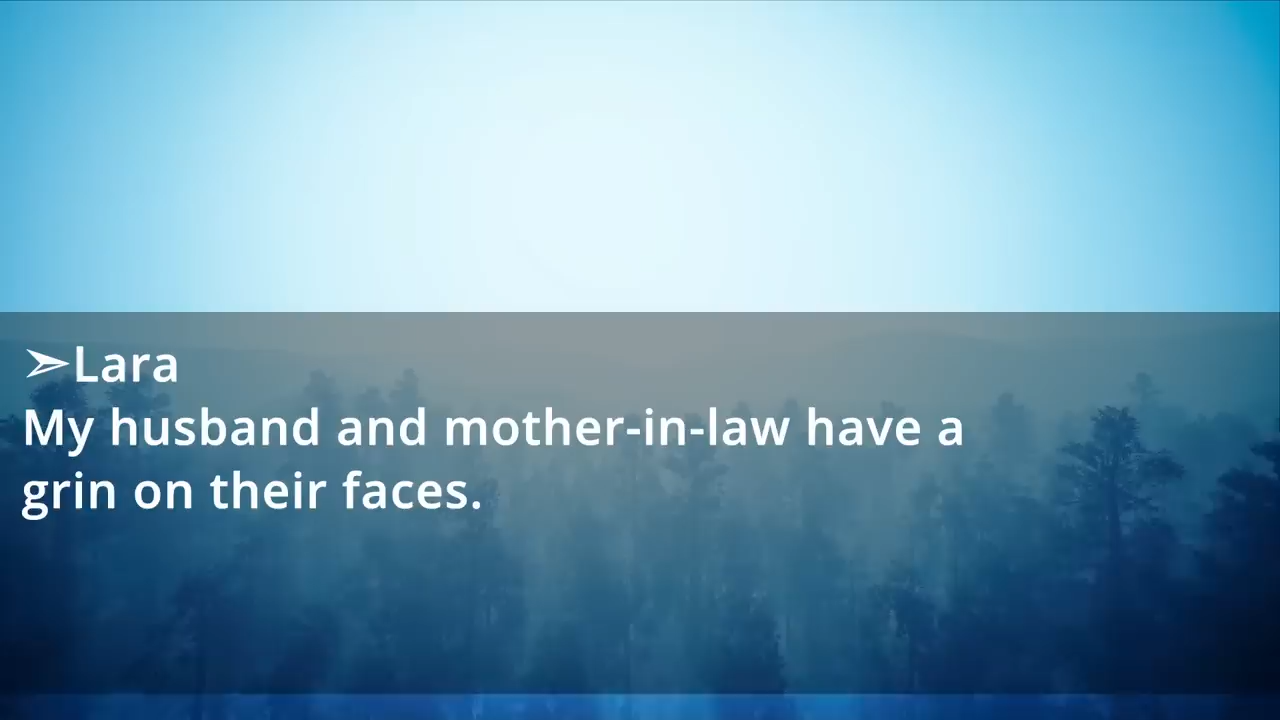 ➣Lara
My husband and mother-in-law have a
grin on their faces.